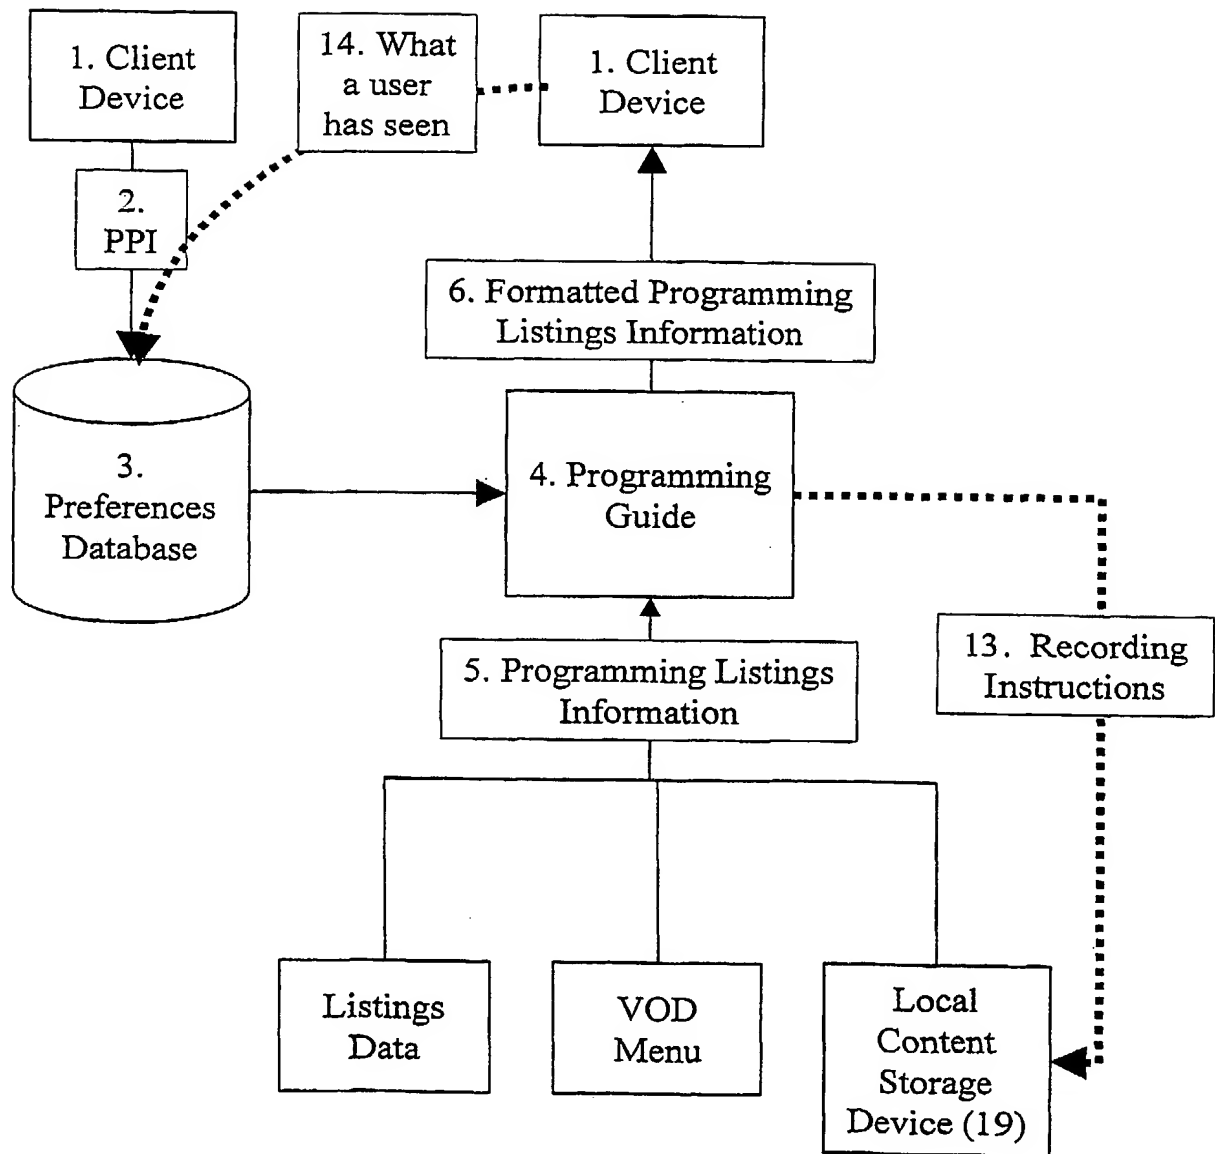 1. Client
Device
14. What
a user
has seen
1. Client
Device
2.
PPI
6. Formatted Programming
Listings Information
3.
Preferences
Database
4. Programming
Guide
5. Programming Listings
Information
13. Recording
Instructions
Listings
Data
VOD
Menu
Local
Content
Storage
Device (19)